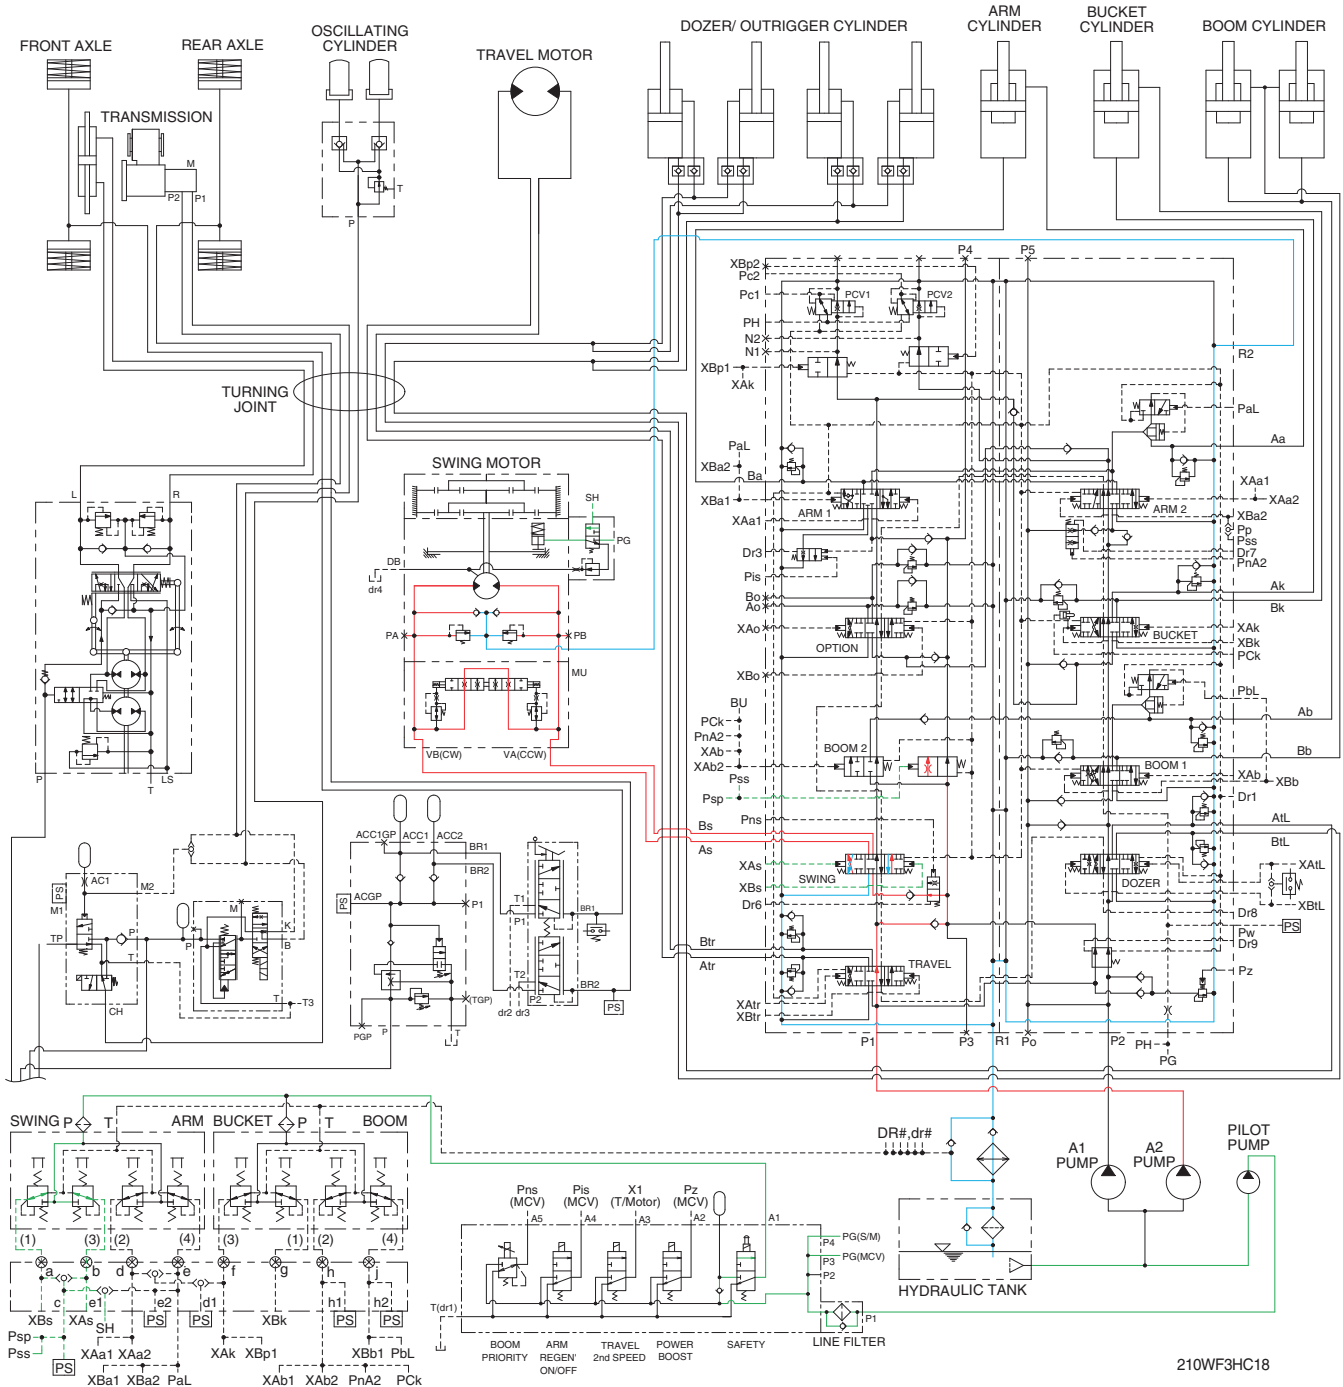 FRONT AXLE
REAR AXLE
OSCILLATING
CYLINDER
TRAVEL MOTOR
DOZER/ OUTRIGGER CYLINDER
ARM
CYLINDER
BUCKET
CYLINDER
BOOM CYLINDER
TRANSMISSION
M
P2
P1
T
P
TURNING
JOINT
P4
P5
XBp2
Pc2
Pc1
PCV1
PCV2
PH
N2
N1
XBp1
XAk
R2
PaL
Aa
PaL
XBa2
Ba
XBa1
XAa1
ARM 1
XAa1
XAa2
ARM 2
XBa2
Pp
Pss
Dr7
PnA2
Dr3
Pis
Bo
Ao
XAo
OPTION
XBo
Ak
Bk
XAk
BUCKET
XBk
PCk
PbL
SWING MOTOR
SH
PG
DB
dr4
PA
PB
MU
VB(CW)
VA(CCW)
L
R
P
T
LS
BU
PCk
PnA2
XAb
XAb2
Pss
Psp
BOOM 2
Ab
Bb
BOOM 1
XAb
XBb
Dr1
AtL
BtL
Pns
Bs
As
XAs
SWING
XBs
Dr6
XAtL
DOZER
XBtL
Dr8
PS
Pw
Dr9
Pz
Btr
Atr
TRAVEL
XAtr
XBtr
P1
P3
R1
Po
P2
PH
PG
ACC1GP
ACC1
ACC2
BR1
BR2
PS
ACGP
P1
T1
P1
BR1
T2
P2
BR2
PS
dr2
dr3
(TGP)
PGP
P
T
PS
AC1
M1
M2
TP
P
T
CH
M
K
B
P
T
T3
SWING
P
T
ARM
BUCKET
P
T
BOOM
(1)
(3)
(2)
(4)
(3)
(1)
(2)
(4)
a
b
d
e
f
g
h
j
c
e1
e2
d1
h1
h2
XBs
XAs
SH
PS
PS
XBk
PS
PS
Psp
Pss
PS
XAa1
XAa2
XAk
XBp1
XBb1
PbL
XBa1
XBa2
PaL
XAb1
XAb2
PnA2
PCk
DR#,dr#
A1
PUMP
A2
PUMP
PILOT
PUMP
Pns
(MCV)
Pis
(MCV)
X1
(T/Motor)
Pz
(MCV)
A5
A4
A3
A2
A1
P4
PG(S/M)
PG(MCV)
P3
P2
P1
T(dr1)
LINE FILTER
HYDRAULIC TANK
BOOM
PRIORITY
ARM
REGEN'
ON/OFF
TRAVEL
2nd SPEED
POWER
BOOST
SAFETY
210WF3HC18